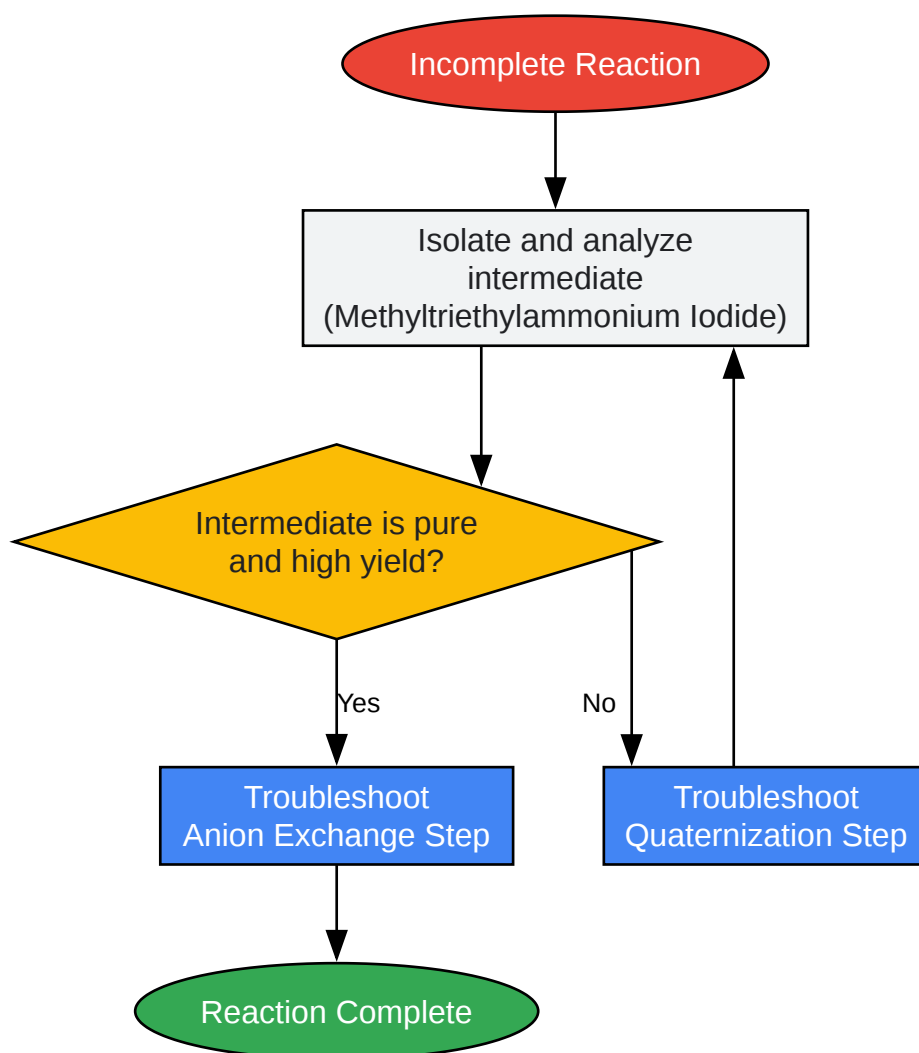 Incomplete Reaction
Isolate and analyze
intermediate
(Methyltriethylammonium Iodide)
Intermediate is pure
and high yield?
Yes
No
Troubleshoot
Anion Exchange Step
Troubleshoot
Quaternization Step
Reaction Complete